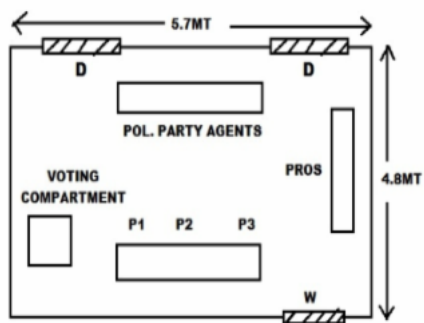 5.7MT
D
D
POL. PARTY AGENTS
PROS
4.8MT
VOTING
COMPARTMENT
P1 P2 P3
W